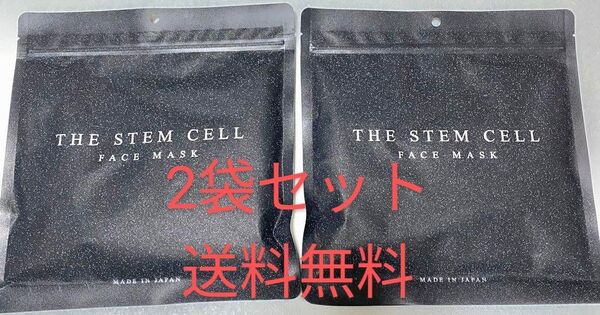 THE STEM CELL
FACE MASK
THE STEM CELL
FACE MASK
2袋セット
送料無料
MADE IN JAPAN
MADE IN JAPAN